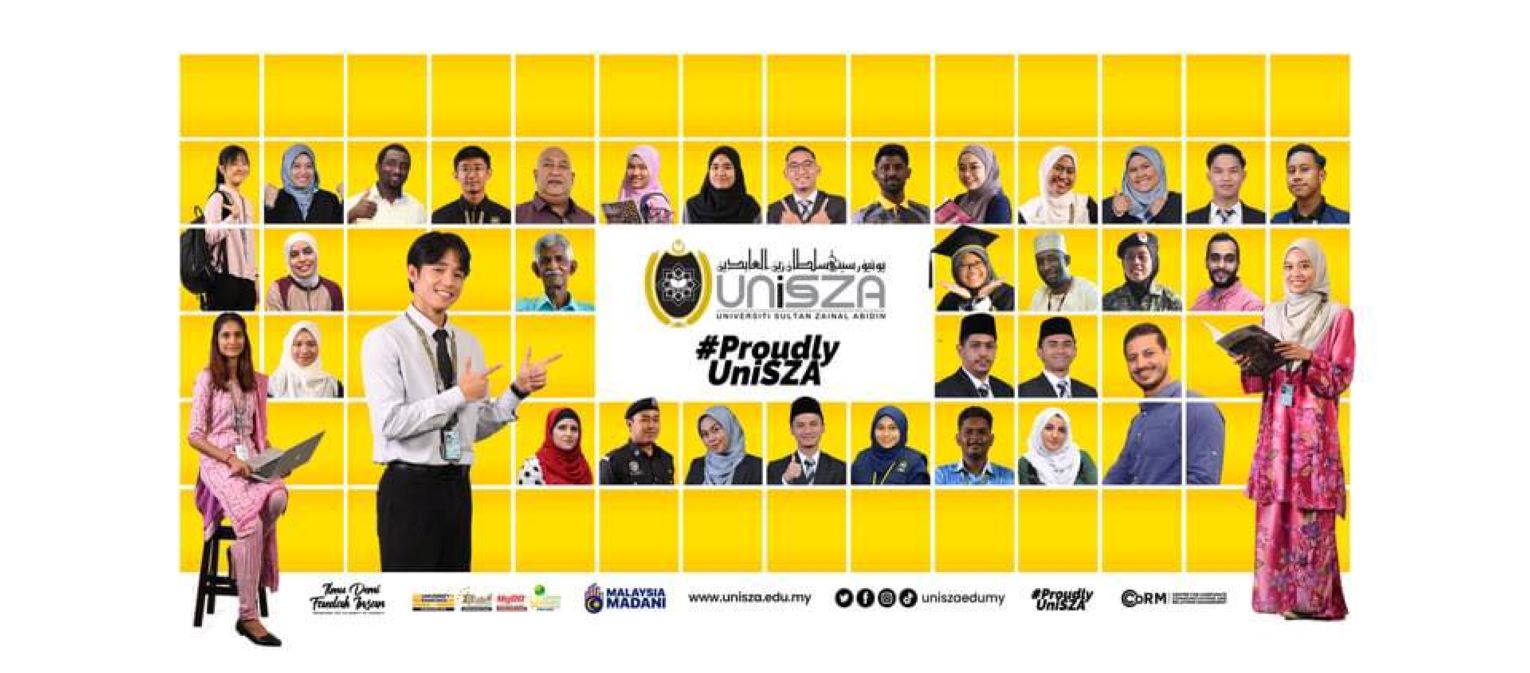 يونيورسيتي سلطان زين العابدين
UNiSZA
UNIVERSITI SULTAN ZAINAL ABIDIN
#Proudly
UniSZA
Ilmu Demi
Faedah Insan
MALAYSIA
MADANI
www.unisza.edu.my
uniszaedumy
#Proudly
UniSZA
CoRM